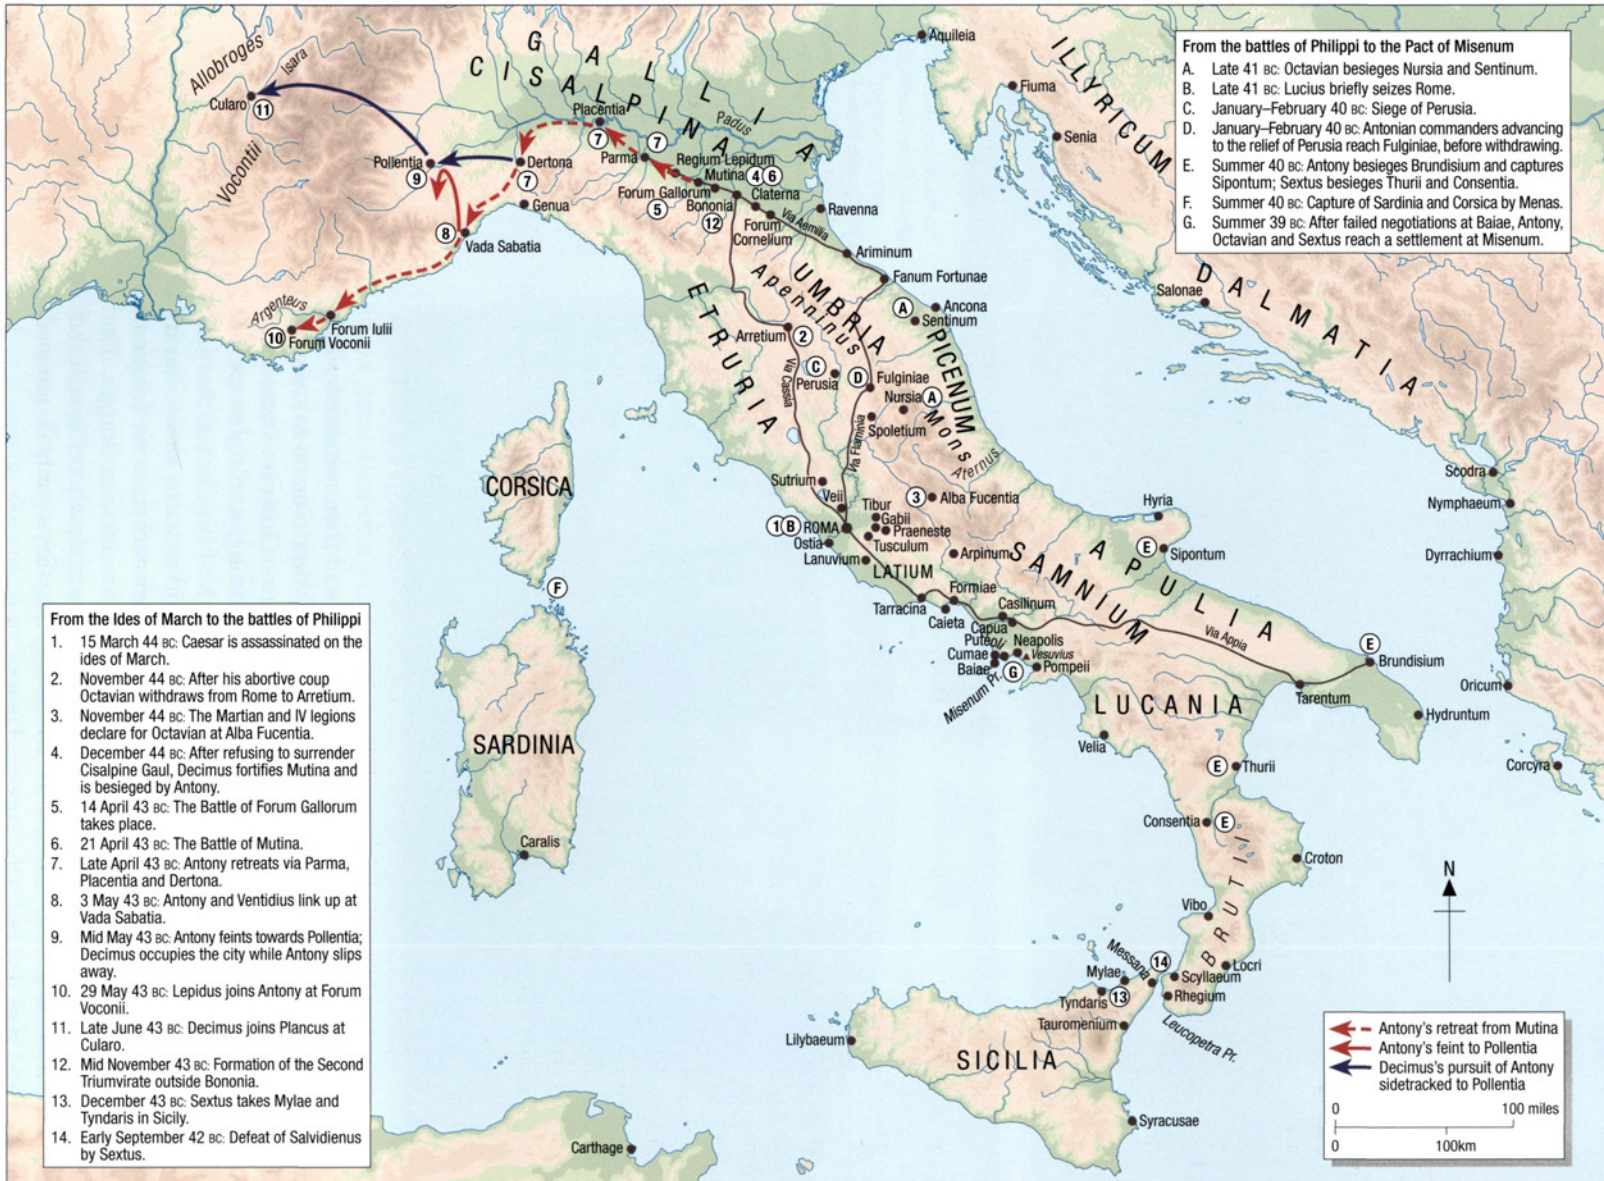 From the battles of Philippi to the Pact of Misenum
A. Late 41 BC: Octavian besieges Nursia and Sentinum.
B. Late 41 BC: Lucius briefly seizes Rome.
C. January–February 40 BC: Siege of Perusia.
D. January–February 40 BC: Antonian commanders advancing
to the relief of Perusia reach Fulginiae, before withdrawing.
E. Summer 40 BC: Antony besieges Brundisium and captures
Sipontum; Sextus besieges Thurii and Consentia.
F. Summer 40 BC: Capture of Sardinia and Corsica by Menas.
G. Summer 39 BC: After failed negotiations at Baiae, Antony,
Octavian and Sextus reach a settlement at Misenum.
Allobroges
Isara
Cularo
11
Vocontii
GALLIA
CISALPINA
Placentia
7
Padus
Aquileia
ILLYRICUM
Fiuma
Senia
Pollentia
9
Dertona
7
Parma
7
Regium Lepidum
Mutina
4
6
Forum Gallorum
5
Bononia
12
Claterna
Forum
Cornelium
Via Aemilia
Ravenna
Genua
8
Vada Sabatia
Ariminum
Fanum Fortunae
Argenteus
Forum Iulii
10
Forum Voconii
ETRURIA
Apenninus
UMBRIA
A
Ancona
Sentinum
PICENUM
Salonae
DALMATIA
Arretium
2
C
Perusia
D
Fulginiae
Nursia
A
Via Cassia
Spoletium
Mons
Via Flaminia
Aternus
CORSICA
Sutrium
Veii
3
Alba Fucentia
Tibur
Gabii
Praeneste
Tusculum
1
B
ROMA
Ostia
Lanuvium
LATIUM
Arpinum
SAMNIUM
APULIA
Hyria
E
Sipontum
Scodra
Nymphaeum
Dyrrachium
F
Tarracina
Formiae
Caieta
Casilinum
Capua
Puteoli
Neapolis
Cumae
Vesuvius
Baiae
G
Pompeii
Misenum Pr.
Via Appia
E
Brundisium
Tarentum
Hydruntum
Oricum
Corcyra
LUCANIA
Velia
E
Thurii
Consentia
E
Croton
SARDINIA
Caralis
BRUTII
Vibo
Locri
Messana
14
Scyllaeum
Mylae
Tyndaris
13
Rhegium
Tauromenium
Leucopetra Pr.
Lilybaeum
SICILIA
Syracusae
Carthage
N
From the Ides of March to the battles of Philippi
1. 15 March 44 BC: Caesar is assassinated on the
ides of March.
2. November 44 BC: After his abortive coup
Octavian withdraws from Rome to Arretium.
3. November 44 BC: The Martian and IV legions
declare for Octavian at Alba Fucentia.
4. December 44 BC: After refusing to surrender
Cisalpine Gaul, Decimus fortifies Mutina and
is besieged by Antony.
5. 14 April 43 BC: The Battle of Forum Gallorum
takes place.
6. 21 April 43 BC: The Battle of Mutina.
7. Late April 43 BC: Antony retreats via Parma,
Placentia and Dertona.
8. 3 May 43 BC: Antony and Ventidius link up at
Vada Sabatia.
9. Mid May 43 BC: Antony feints towards Pollentia;
Decimus occupies the city while Antony slips
away.
10. 29 May 43 BC: Lepidus joins Antony at Forum
Voconii.
11. Late June 43 BC: Decimus joins Plancus at
Cularo.
12. Mid November 43 BC: Formation of the Second
Triumvirate outside Bononia.
13. December 43 BC: Sextus takes Mylae and
Tyndaris in Sicily.
14. Early September 42 BC: Defeat of Salvidienus
by Sextus.
Antony's retreat from Mutina
Antony's feint to Pollentia
Decimus's pursuit of Antony
sidetracked to Pollentia
0 100 miles
0 100km